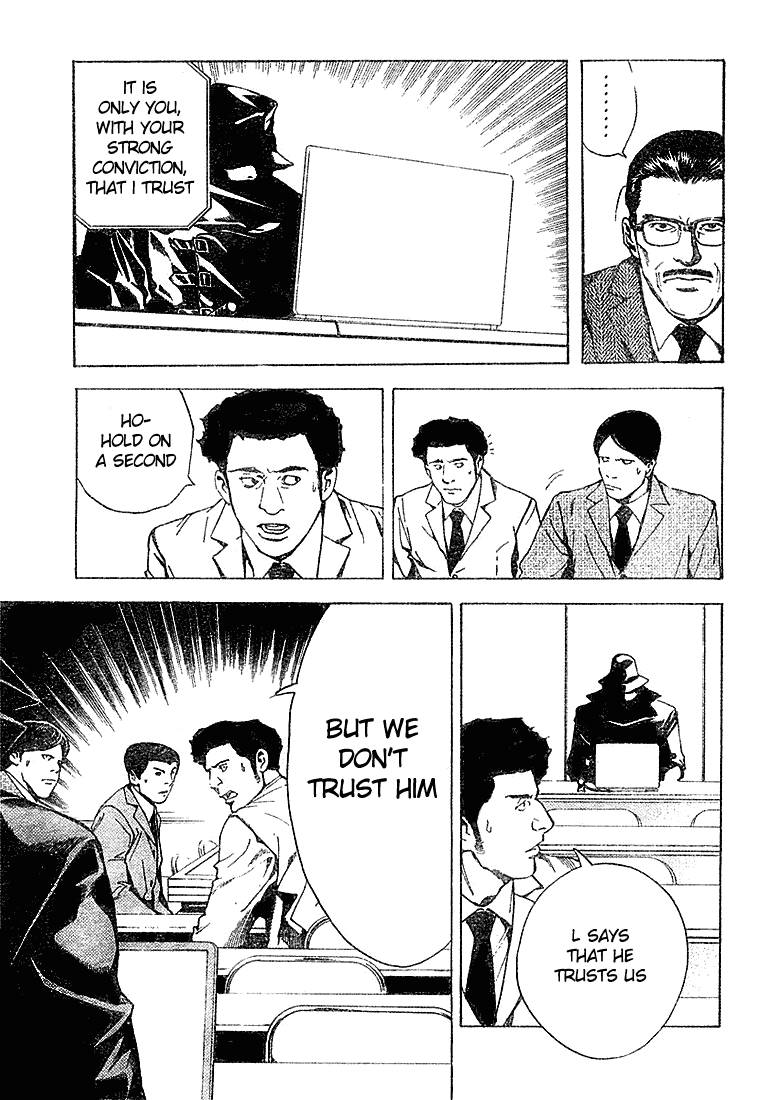 .......
IT IS
ONLY YOU,
WITH YOUR
STRONG
CONVICTION,
THAT I TRUST
HO-
HOLD ON
A SECOND
L SAYS
THAT HE
TRUSTS US
BUT WE
DON'T
TRUST HIM